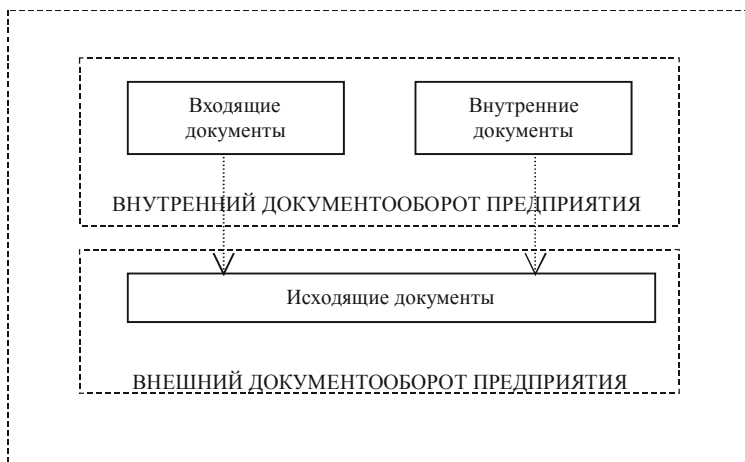 Входящие
документы
Внутренние
документы
ВНУТРЕННИЙ ДОКУМЕНТООБОРОТ ПРЕДПРИЯТИЯ
Исходящие документы
ВНЕШНИЙ ДОКУМЕНТООБОРОТ ПРЕДПРИЯТИЯ